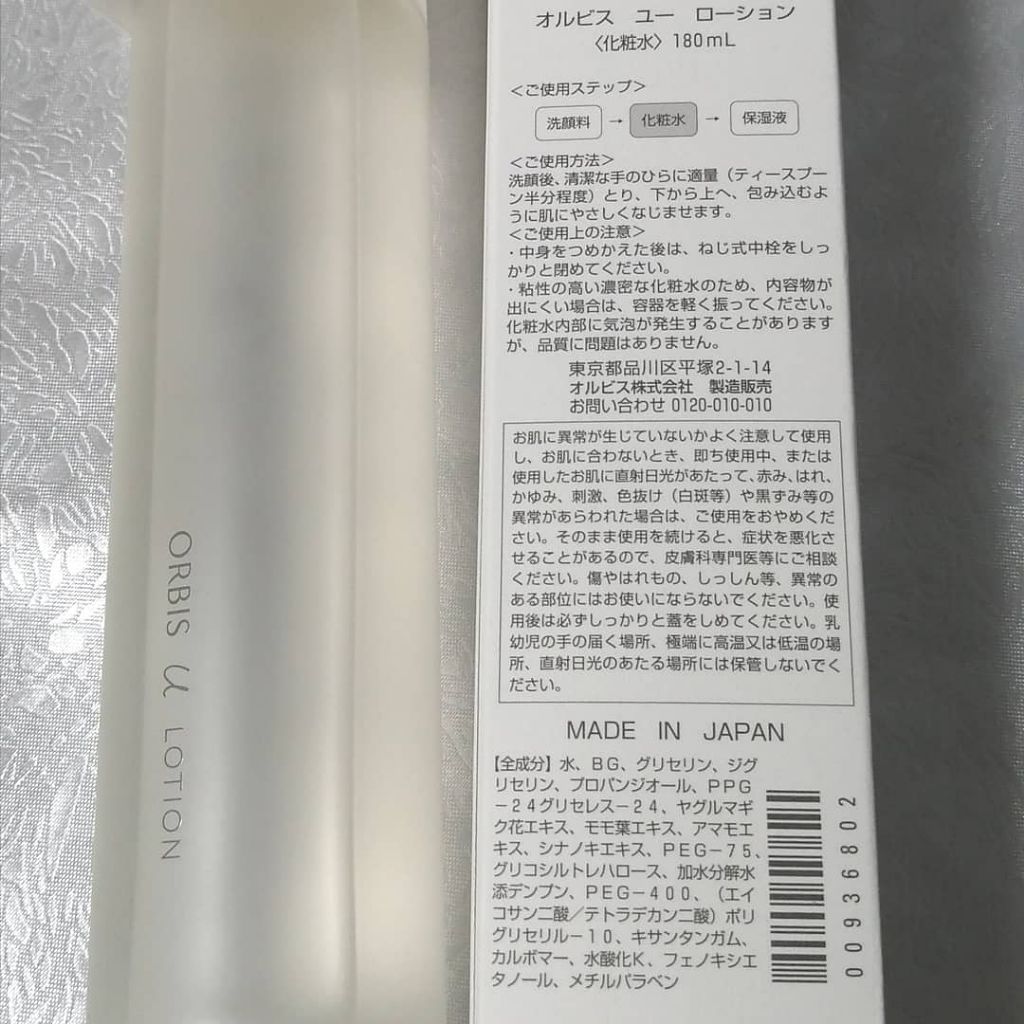 ORBIS u LOTION
オルビス ユー ローション
〈化粧水〉180mL
＜ご使用ステップ＞
洗顔料 → 化粧水 → 保湿液
＜ご使用方法＞
洗顔後、清潔な手のひらに適量（ティースプー
ン半分程度）とり、下から上へ、包み込むよ
うに肌にやさしくなじませます。
＜ご使用上の注意＞
・中身をつめかえた後は、ねじ式中栓をしっ
かりと閉めてください。
・粘性の高い濃密な化粧水のため、内容物が
出にくい場合は、容器を軽く振ってください。
化粧水内部に気泡が発生することがあります
が、品質に問題はありません。
東京都品川区平塚2-1-14
オルビス株式会社 製造販売
お問い合わせ 0120-010-010
お肌に異常が生じていないかよく注意して使用
し、お肌に合わないとき、即ち使用中、または
使用したお肌に直射日光があたって、赤み、はれ、
かゆみ、刺激、色抜け（白斑等）や黒ずみ等の
異常があらわれた場合は、ご使用をおやめくだ
さい。そのまま使用を続けると、症状を悪化さ
せることがあるので、皮膚科専門医等にご相談
ください。傷やはれもの、しっしん等、異常の
ある部位にはお使いにならないでください。使
用後は必ずしっかりと蓋をしめてください。乳
幼児の手の届く場所、極端に高温又は低温の場
所、直射日光のあたる場所には保管しないでく
ださい。
MADE IN JAPAN
【全成分】水、BG、グリセリン、ジグ
リセリン、プロパンジオール、PPG
－24グリセレス－24、ヤグルマギ
ク花エキス、モモ葉エキス、アマモエ
キス、シナノキエキス、PEG－75、
グリコシルトレハロース、加水分解水
添デンプン、PEG－400、（エイ
コサン二酸／テトラデカン二酸）ポリ
グリセリル－10、キサンタンガム、
カルボマー、水酸化K、フェノキシエ
タノール、メチルパラベン
00936802